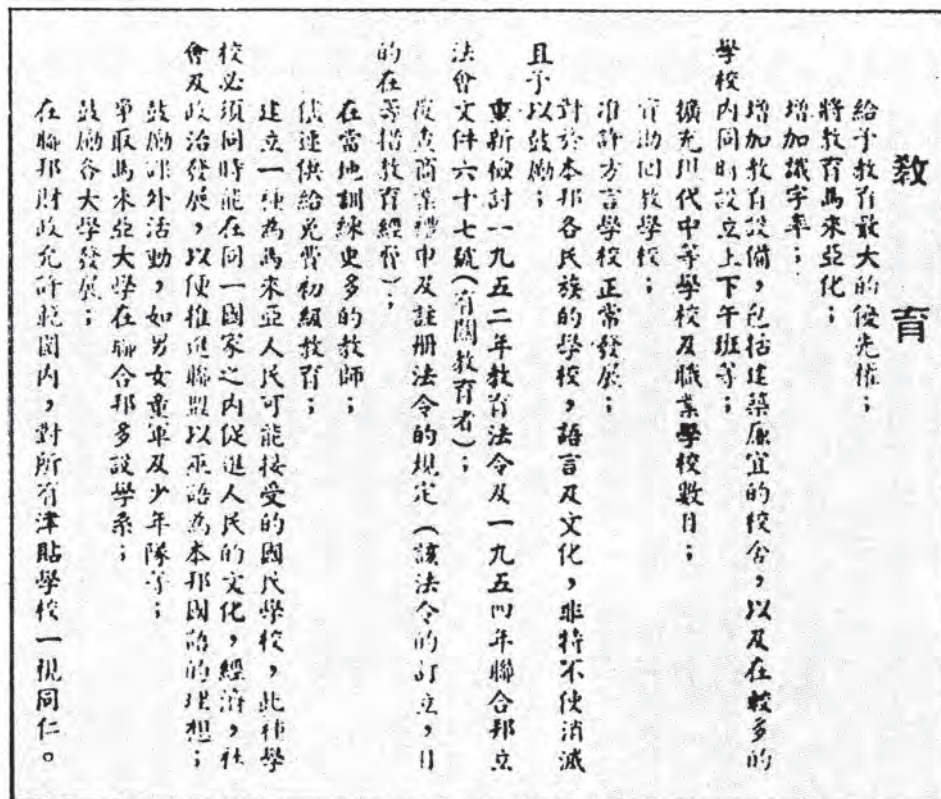 教育
給予教育最大的優先權；
將教育馬來亞化；
增加識字率；
增加教育設備，包括建築廉宜的校舍，以及在較多的
學校內同時設立上下午班等；
擴充現代中等學校及職業學校數目；
資助回教學校；
准許方言學校正常發展；
對於本邦各民族的學校，語言及文化，非特不使消滅
且予以鼓勵；
重新檢討一九五二年教育法令及一九五四年聯合邦立
法會文件六十七號（有關教育者）；
複查商業禮申及註册法令的規定（該法令的訂立，目
的在籌措教育經費）；
在當地訓練更多的教師；
快速供給免費初級教育；
建立一種為馬來亞人民可能接受的國民學校，此種學
校必須同時能在同一國家之內促進人民的文化，經濟，社
會及政治發展，以便推進聯盟以巫語為本邦國語的理想；
鼓勵課外活動，如男女童軍及少年隊等；
爭取馬來亞大學在聯合邦多設學系；
鼓勵各大學發展；
在聯邦財政允許範圍內，對所有津貼學校一視同仁。